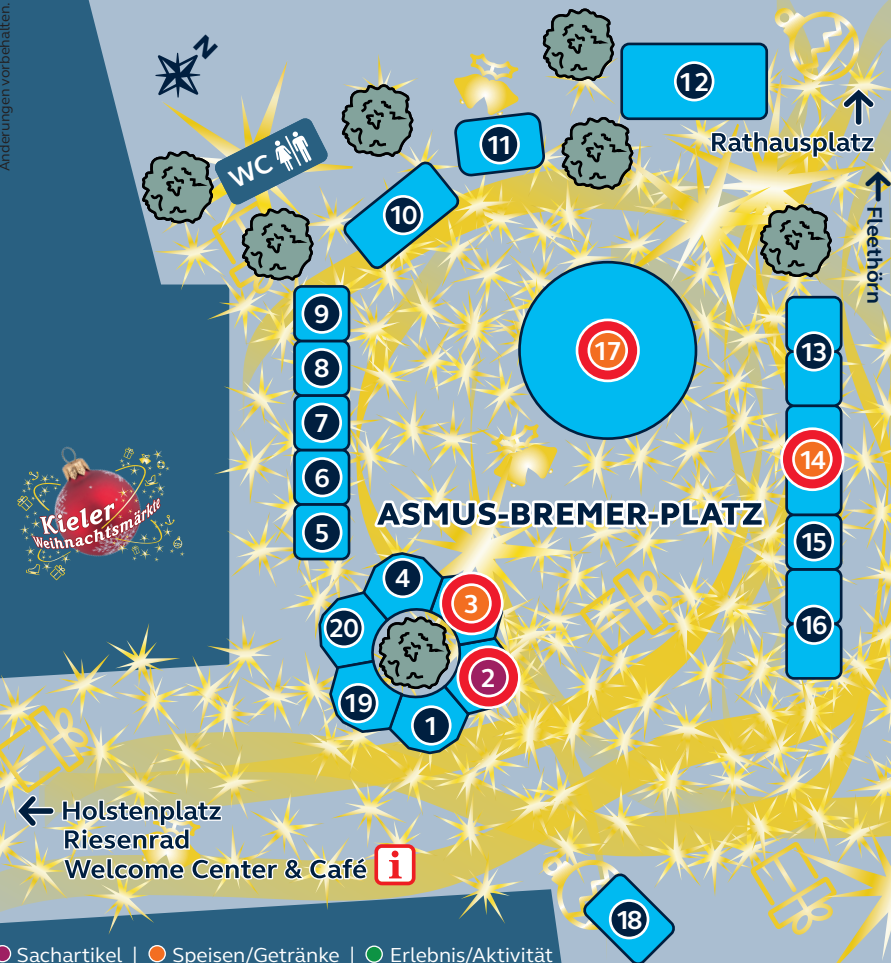 Änderungen vorbehalten.
N
12
11
Rathausplatz
WC
10
Fleethörn
9
17
13
8
7
14
6
Kieler
Weihnachtsmärkte
ASMUS-BREMER-PLATZ
5
15
4
3
20
16
2
19
1
Holstenplatz
Riesenrad
Welcome Center & Café i
18
Sachartikel | Speisen/Getränke | Erlebnis/Aktivität